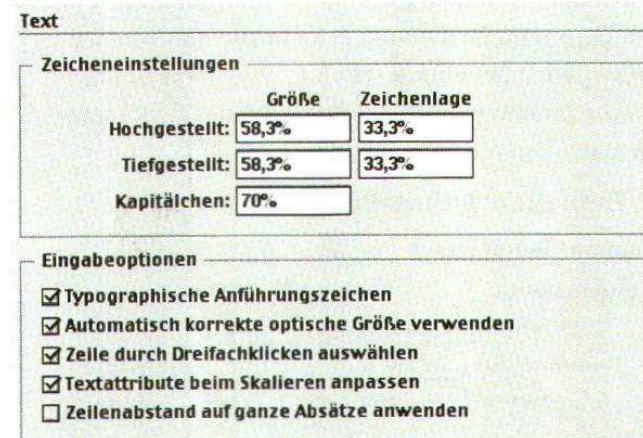 Text
Zeicheneinstellungen
Größe Zeichenlage
Hochgestellt: 58,3% 33,3%
Tiefgestellt: 58,3% 33,3%
Kapitälchen: 70%
Eingabeoptionen
Typographische Anführungszeichen
Automatisch korrekte optische Größe verwenden
Zeile durch Dreifachklicken auswählen
Textattribute beim Skalieren anpassen
Zeilenabstand auf ganze Absätze anwenden